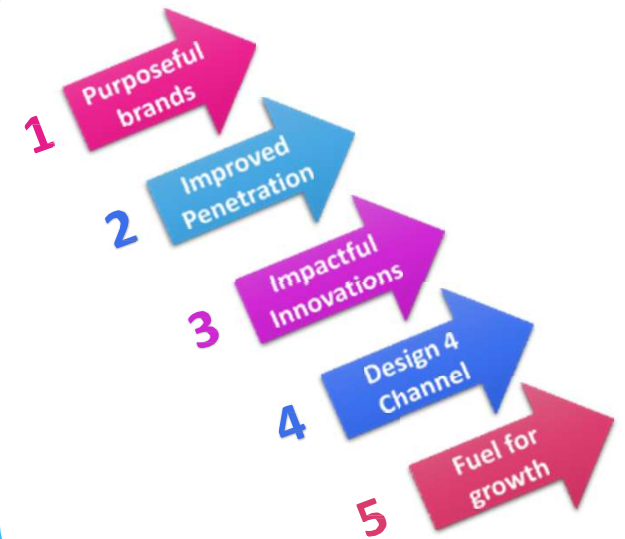 1
Purposeful
brands
2
Improved
Penetration
3
Impactful
Innovations
4
Design 4
Channel
5
Fuel for
growth